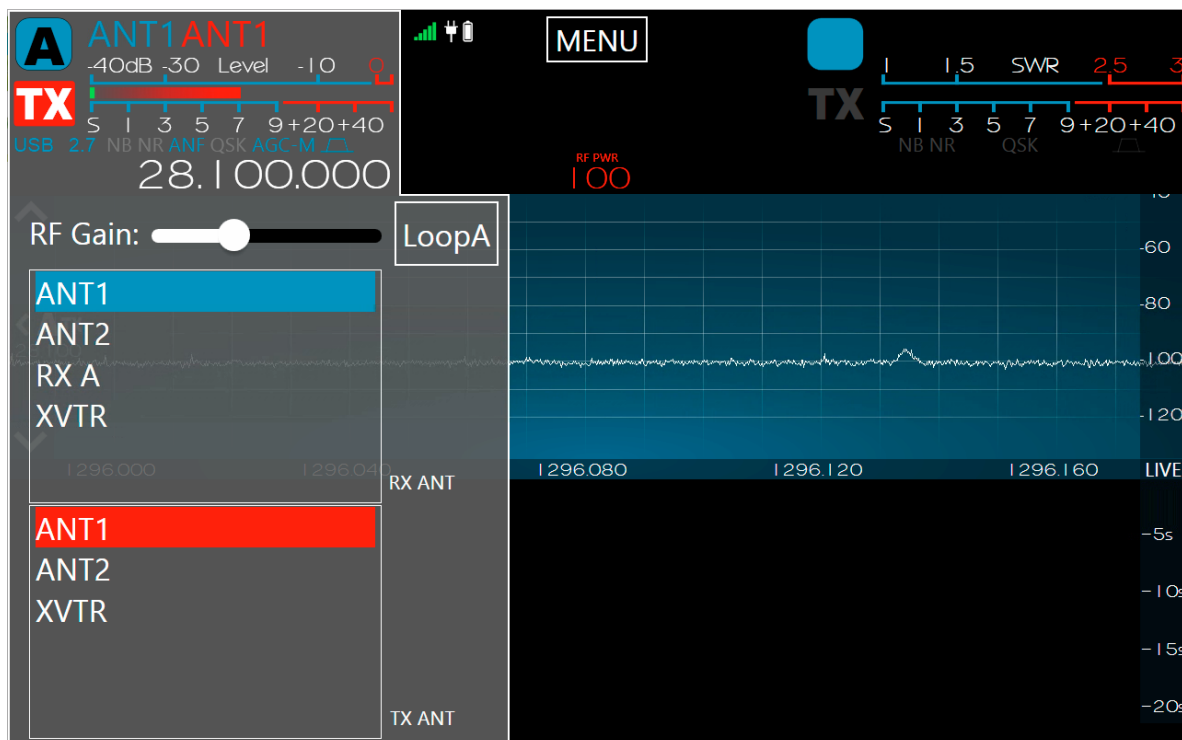 A ANT1 ANT1
-40dB -30 Level -10 0
TX
S 1 3 5 7 9+20+40
USB 2.7 NB NR ANF QSK AGC-M
28.100.000
MENU
RF PWR
100
1 1.5 SWR 2.5 3
TX
S 1 3 5 7 9+20+40
NB NR QSK
RF Gain:
LoopA
ANT1
ANT2
RX A
XVTR
RX ANT
ANT1
ANT2
XVTR
TX ANT
-60
-80
-100
-120
1296.000 1296.040 1296.080 1296.120 1296.160 LIVE
-5s
-10s
-15s
-20s